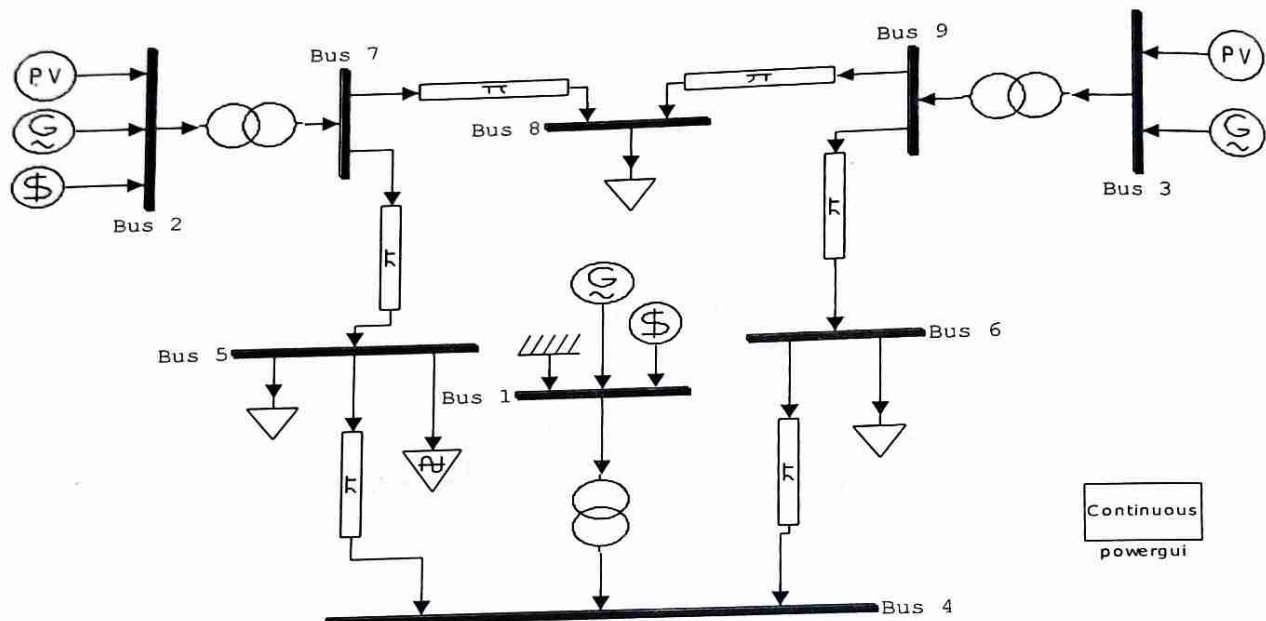 PV
G
$
Bus 2
Bus 7
π
Bus 8
π
Bus 9
PV
G
Bus 3
π
π
Bus 5
G
$
Bus 1
Bus 6
π
π
Continuous
powergui
Bus 4